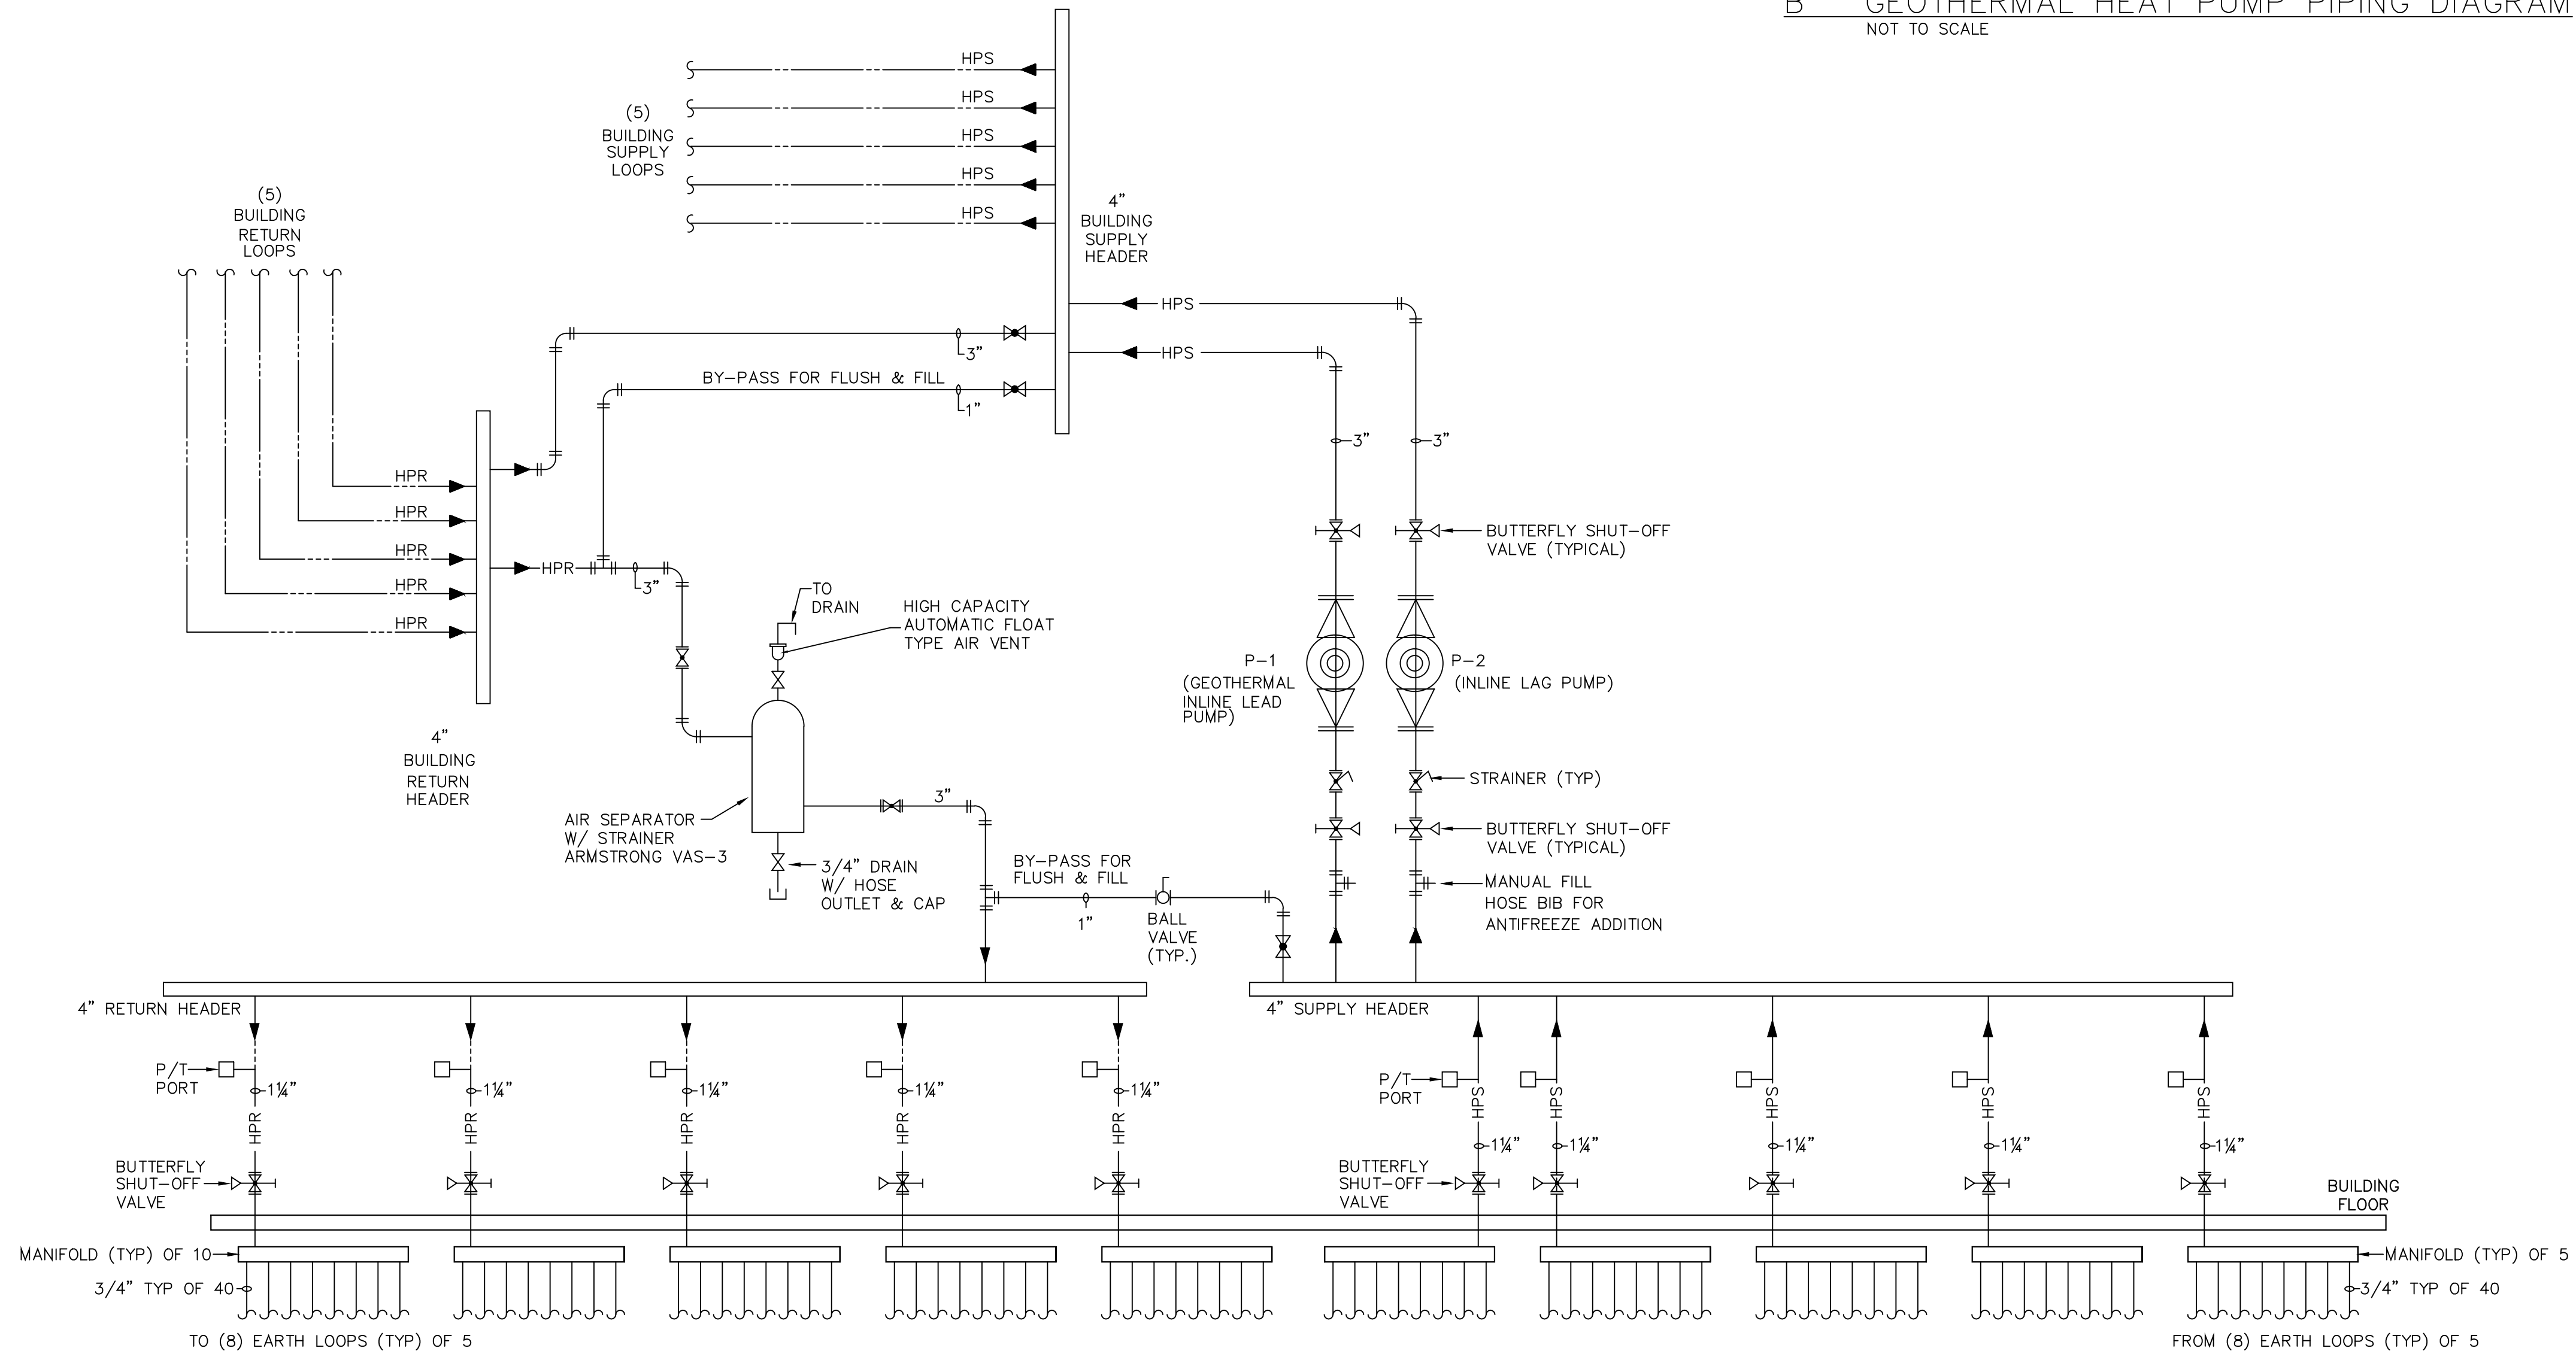 B GEOTHERMAL HEAT PUMP PIPING DIAGRAM
NOT TO SCALE
HPS
HPS
HPS
HPS
HPS
(5)
BUILDING
SUPPLY
LOOPS
(5)
BUILDING
RETURN
LOOPS
4"
BUILDING
SUPPLY
HEADER
HPS
HPS
3"
BY-PASS FOR FLUSH & FILL
1"
3"
3"
HPR
HPR
HPR
HPR
HPR
HPR
3"
4"
BUILDING
RETURN
HEADER
TO
DRAIN
HIGH CAPACITY
AUTOMATIC FLOAT
TYPE AIR VENT
BUTTERFLY SHUT-OFF
VALVE (TYPICAL)
P-1
(GEOTHERMAL
INLINE LEAD
PUMP)
P-2
(INLINE LAG PUMP)
STRAINER (TYP)
BUTTERFLY SHUT-OFF
VALVE (TYPICAL)
MANUAL FILL
HOSE BIB FOR
ANTIFREEZE ADDITION
AIR SEPARATOR
W/ STRAINER
ARMSTRONG VAS-3
3"
3/4" DRAIN
W/ HOSE
OUTLET & CAP
BY-PASS FOR
FLUSH & FILL
1"
BALL
VALVE
(TYP.)
4" RETURN HEADER
4" SUPPLY HEADER
P/T
PORT
1¼"
1¼"
1¼"
1¼"
1¼"
HPR
HPR
HPR
HPR
HPR
P/T
PORT
HPS
HPS
HPS
HPS
HPS
1¼"
1¼"
1¼"
1¼"
1¼"
BUTTERFLY
SHUT-OFF
VALVE
BUTTERFLY
SHUT-OFF
VALVE
BUILDING
FLOOR
MANIFOLD (TYP) OF 10
MANIFOLD (TYP) OF 5
3/4" TYP OF 40
3/4" TYP OF 40
TO (8) EARTH LOOPS (TYP) OF 5
FROM (8) EARTH LOOPS (TYP) OF 5